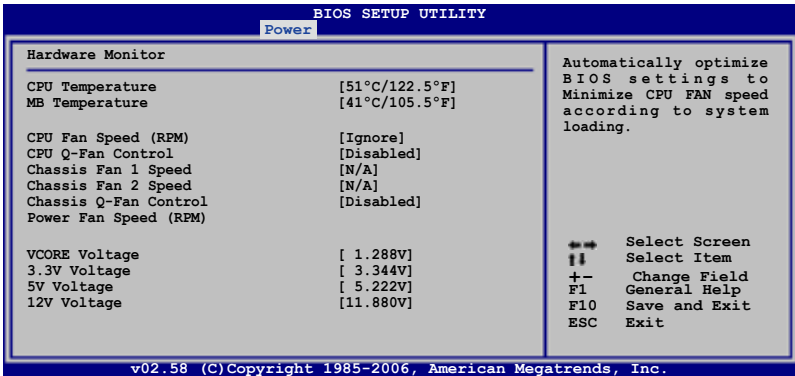 BIOS SETUP UTILITY
Power
Hardware Monitor
CPU Temperature [51°C/122.5°F]
MB Temperature [41°C/105.5°F]
CPU Fan Speed (RPM) [Ignore]
CPU Q-Fan Control [Disabled]
Chassis Fan 1 Speed [N/A]
Chassis Fan 2 Speed [N/A]
Chassis Q-Fan Control [Disabled]
Power Fan Speed (RPM)
VCORE Voltage [ 1.288V]
3.3V Voltage [ 3.344V]
5V Voltage [ 5.222V]
12V Voltage [11.880V]
Automatically optimize
BIOS settings to
Minimize CPU FAN speed
according to system
loading.
Select Screen
Select Item
+- Change Field
F1 General Help
F10 Save and Exit
ESC Exit
v02.58 (C)Copyright 1985-2006, American Megatrends, Inc.